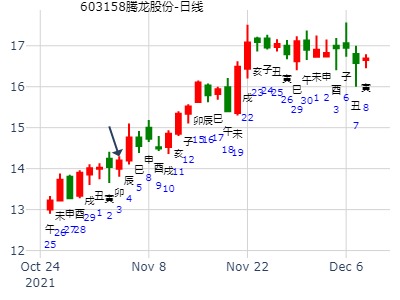 603158腾龙股份-日线
17
16
15
14
13
12
午 未 申 酉 戌 丑 寅 卯 辰 巳 申 酉 戌 亥 子 卯 辰 巳 午 未 戌 亥 子 丑 寅 巳 午 未 申 酉 子 丑 寅
25 26 27 28 29 1 2 3 4 5 8 9 10 11 12 15 16 17 18 19 22 23 24 25 26 29 30 1 2 3 6 7 8
Oct 24 Nov 8 Nov 22 Dec 6
2021